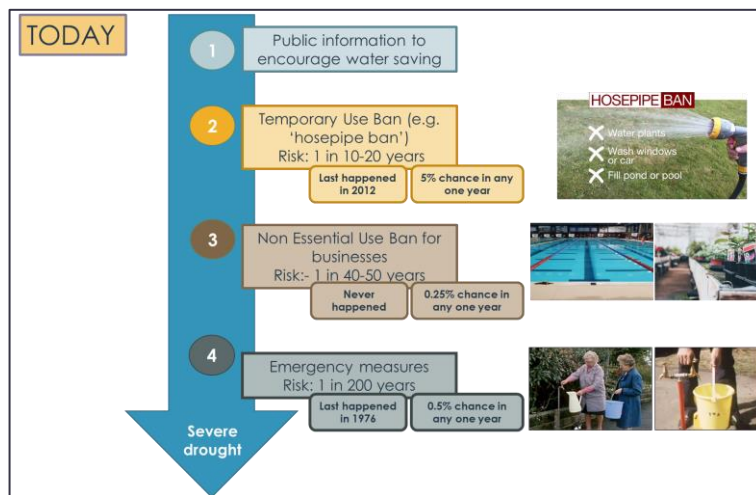 TODAY
1
Public information to
encourage water saving
2
Temporary Use Ban (e.g.
‘hosepipe ban’)
Risk: 1 in 10-20 years
Last happened
in 2012
5% chance in any
one year
HOSEPIPE BAN
Water plants
Wash windows
or car
Fill pond or pool
3
Non Essential Use Ban for
businesses
Risk:- 1 in 40-50 years
Never
happened
0.25% chance in
any one year
4
Emergency measures
Risk: 1 in 200 years
Last happened
in 1976
0.5% chance in
any one year
Severe
drought